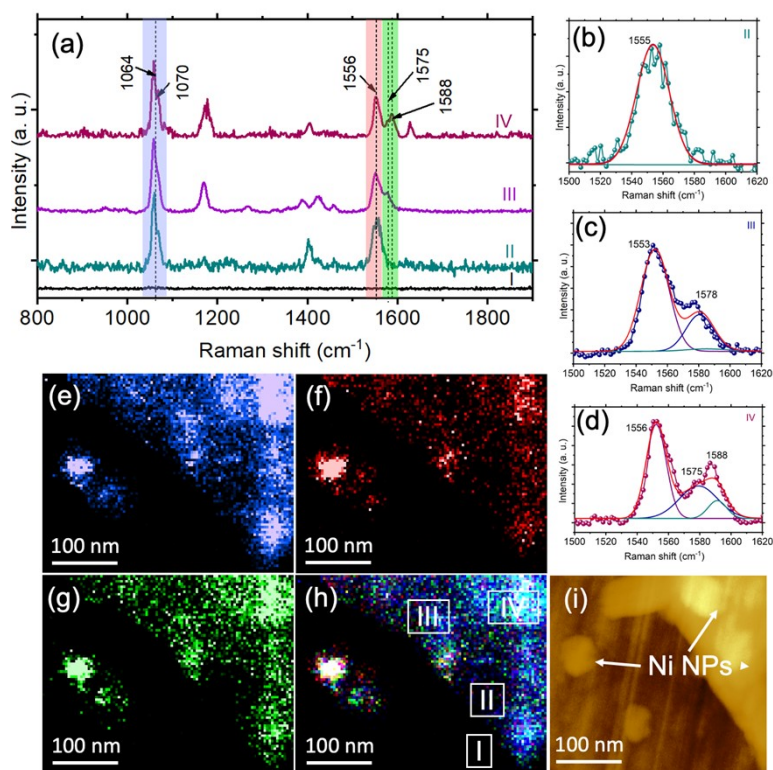 (a)
1064
1070
1556
1575
1588
IV
III
II
I
Intensity (a. u.)
800 1000 1200 1400 1600 1800
Raman shift (cm-1)
(b)
1555
II
Intensity (a. u.)
1500 1520 1540 1560 1580 1600 1620
Raman shift (cm-1)
(c)
1553
1578
III
Intensity (a. u.)
1500 1520 1540 1560 1580 1600 1620
Raman shift (cm-1)
(d)
1556
1575
1588
IV
Intensity (a. u.)
1500 1520 1540 1560 1580 1600 1620
Raman shift (cm-1)
(e)
100 nm
(f)
100 nm
(g)
100 nm
(h)
III
IV
II
I
100 nm
(i)
Ni NPs
100 nm